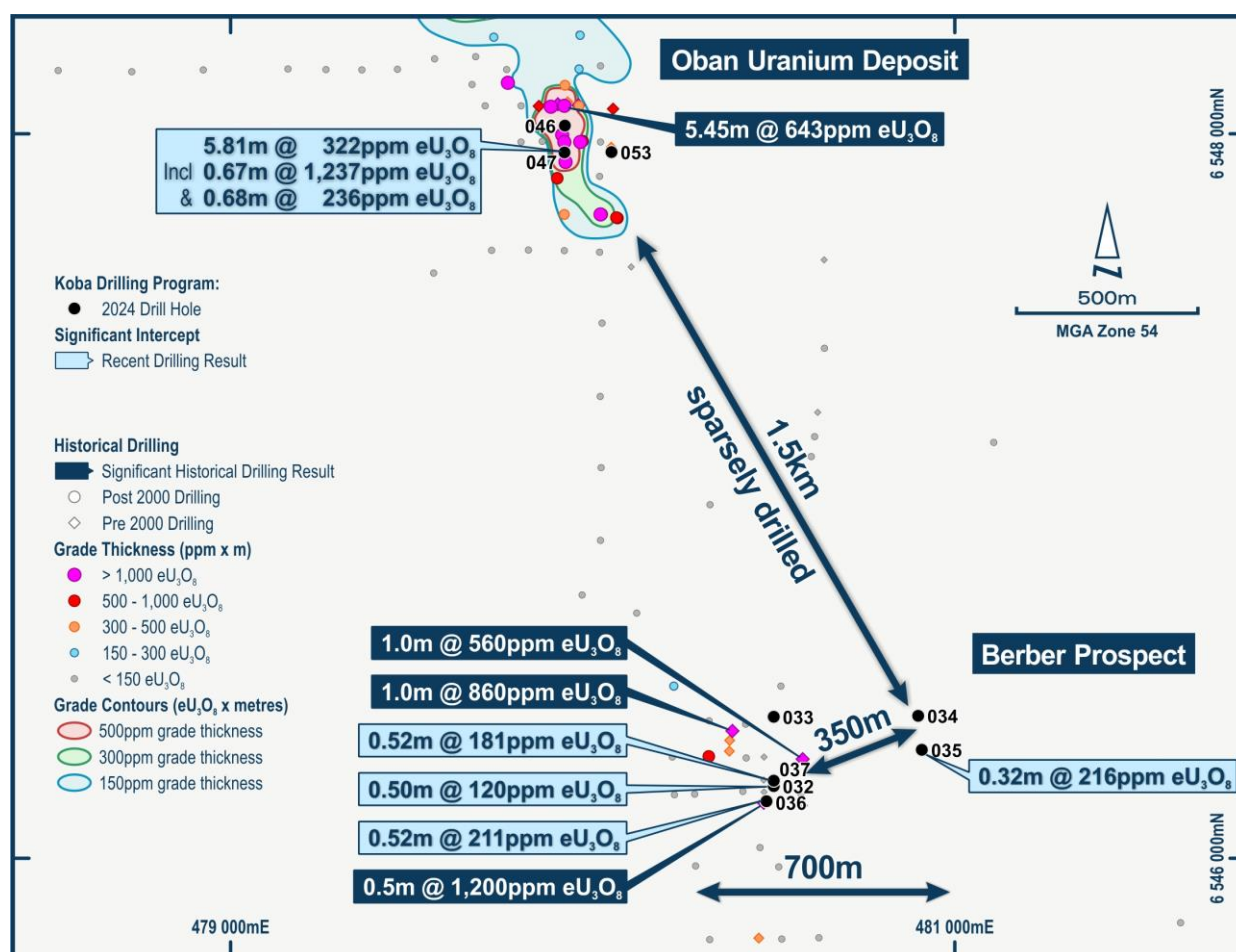 Oban Uranium Deposit
5.45m @ 643ppm eU₃O₈
6 548 000mN
046
047
053
5.81m @ 322ppm eU₃O₈
Incl 0.67m @ 1,237ppm eU₃O₈
& 0.68m @ 236ppm eU₃O₈
Koba Drilling Program:
2024 Drill Hole
Significant Intercept
Recent Drilling Result
Historical Drilling
Significant Historical Drilling Result
Post 2000 Drilling
Pre 2000 Drilling
Grade Thickness (ppm x m)
> 1,000 eU₃O₈
500 - 1,000 eU₃O₈
300 - 500 eU₃O₈
150 - 300 eU₃O₈
< 150 eU₃O₈
Grade Contours (eU₃O₈ x metres)
500ppm grade thickness
300ppm grade thickness
150ppm grade thickness
N
500m
MGA Zone 54
1.5km
sparsely drilled
Berber Prospect
1.0m @ 560ppm eU₃O₈
1.0m @ 860ppm eU₃O₈
0.52m @ 181ppm eU₃O₈
0.50m @ 120ppm eU₃O₈
0.52m @ 211ppm eU₃O₈
0.5m @ 1,200ppm eU₃O₈
033
034
350m
035
037
032
036
0.32m @ 216ppm eU₃O₈
700m
6 546 000mN
479 000mE
481 000mE